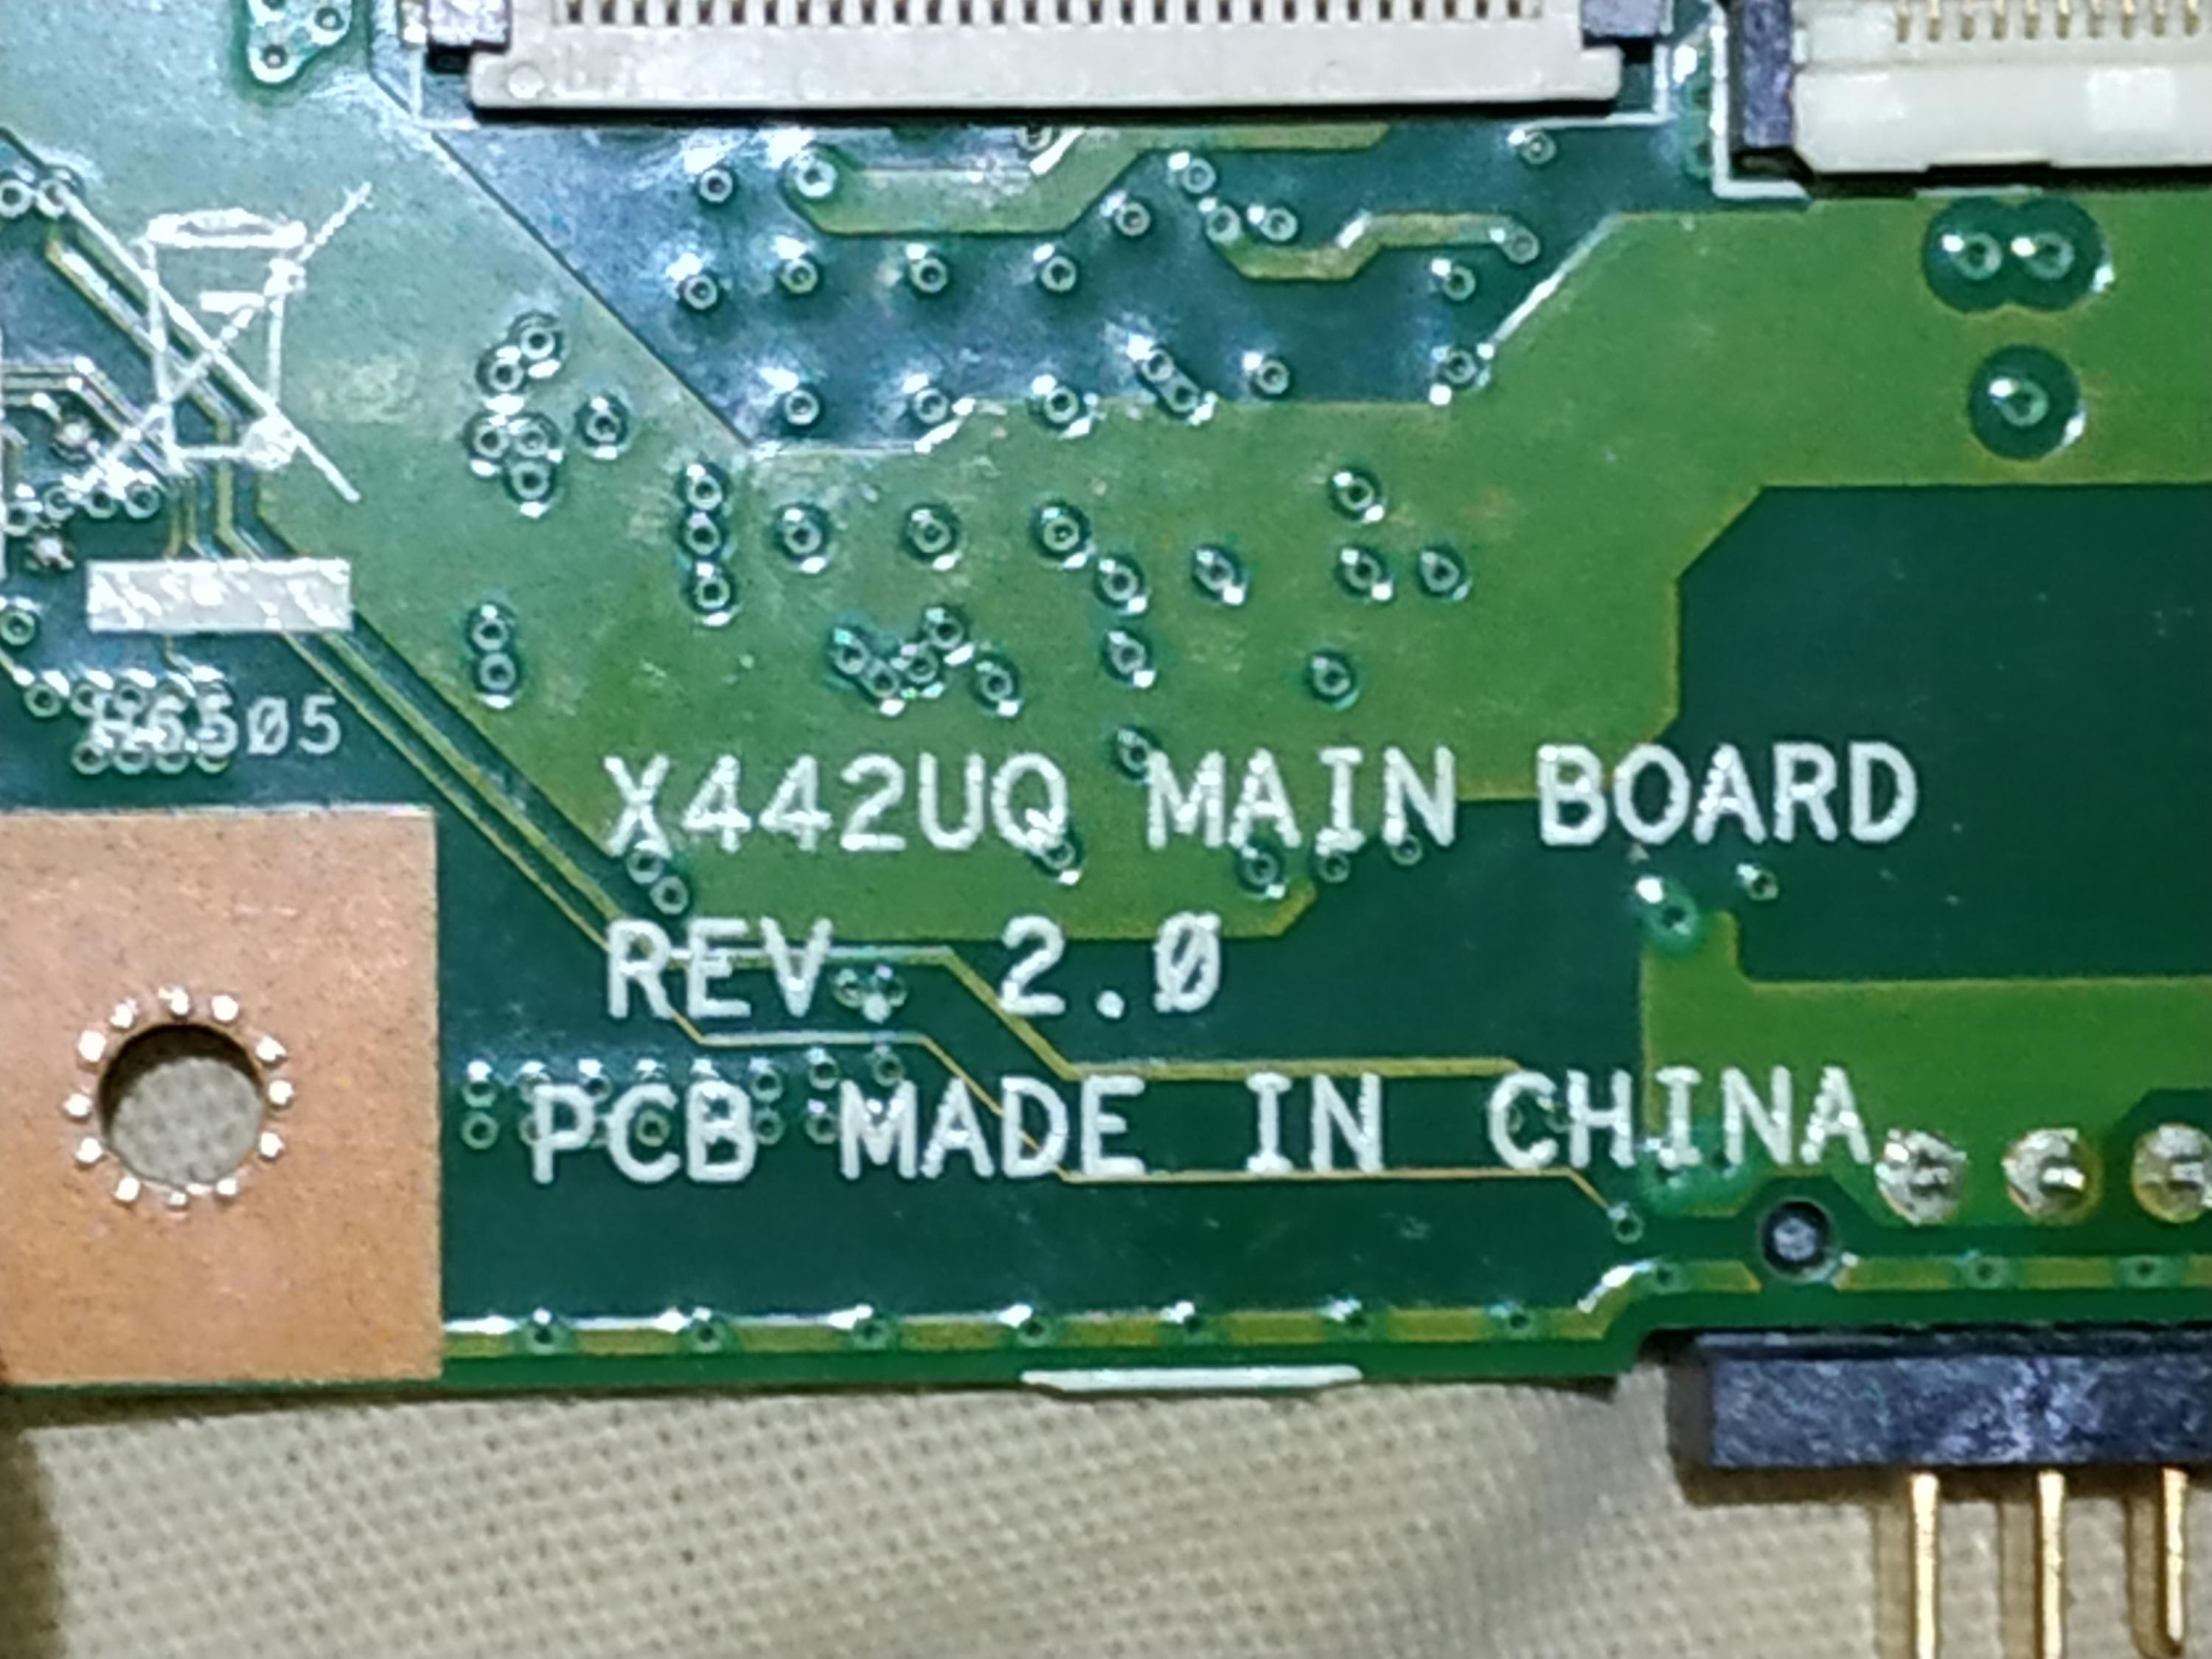 H6505
X442UQ MAIN BOARD
REV. 2.0
PCB MADE IN CHINA